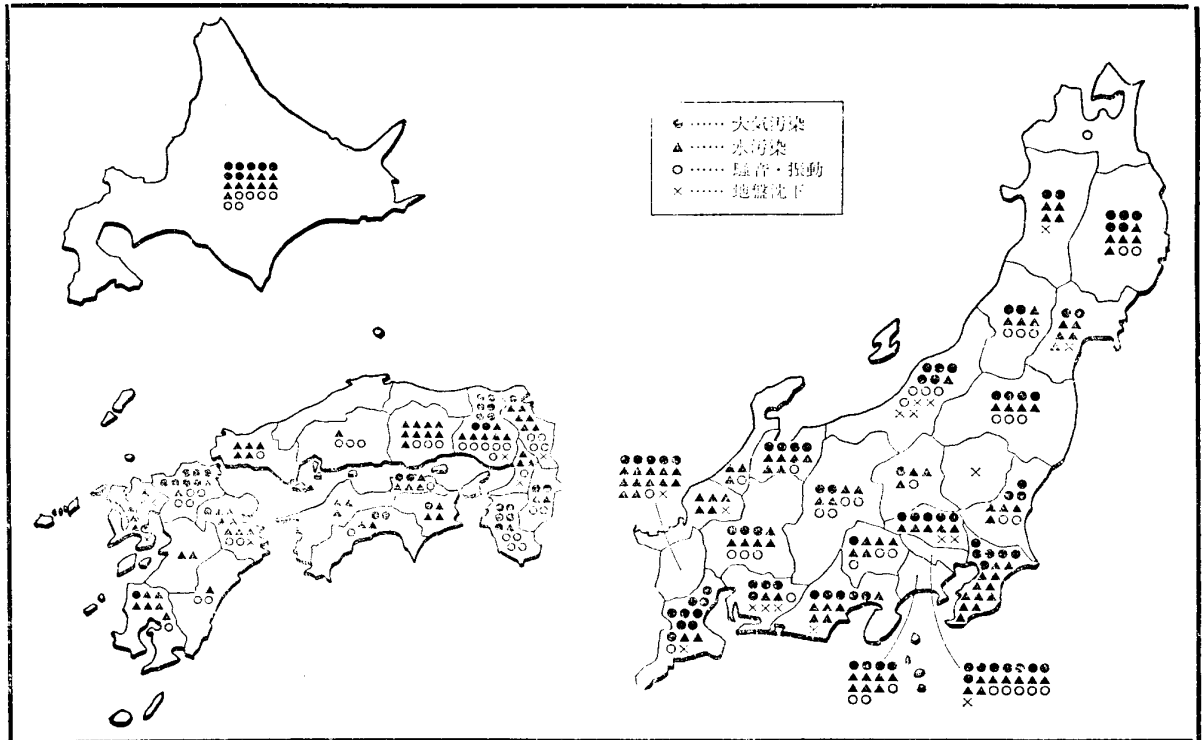 ● …… 大気汚染
▲ …… 水汚染
○ …… 騒音・振動
× …… 地盤沈下